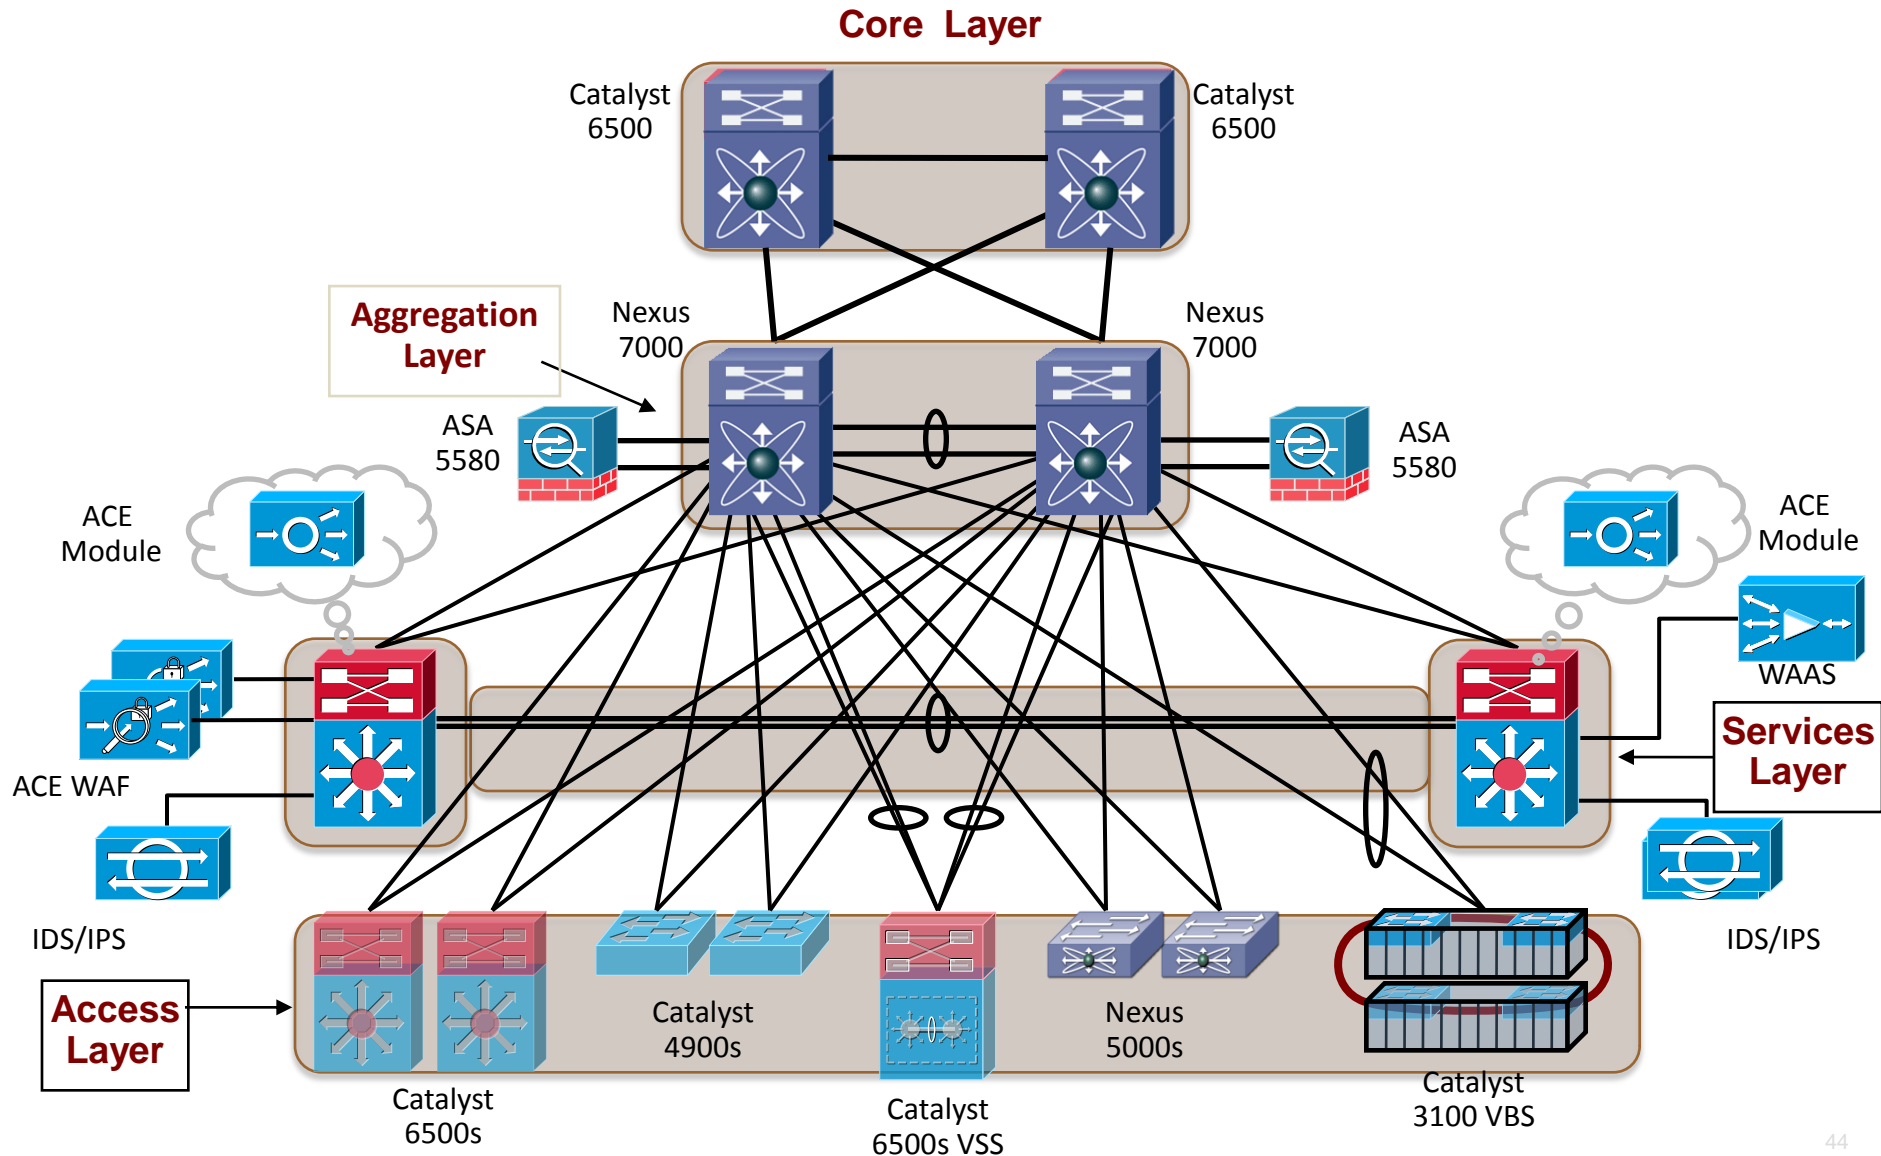 Core Layer
Catalyst
6500
Catalyst
6500
Aggregation
Layer
Nexus
7000
Nexus
7000
ASA
5580
ASA
5580
ACE
Module
ACE
Module
WAAS
Services
Layer
ACE WAF
IDS/IPS
IDS/IPS
Access
Layer
Catalyst
4900s
Nexus
5000s
Catalyst
6500s
Catalyst
6500s VSS
Catalyst
3100 VBS
44